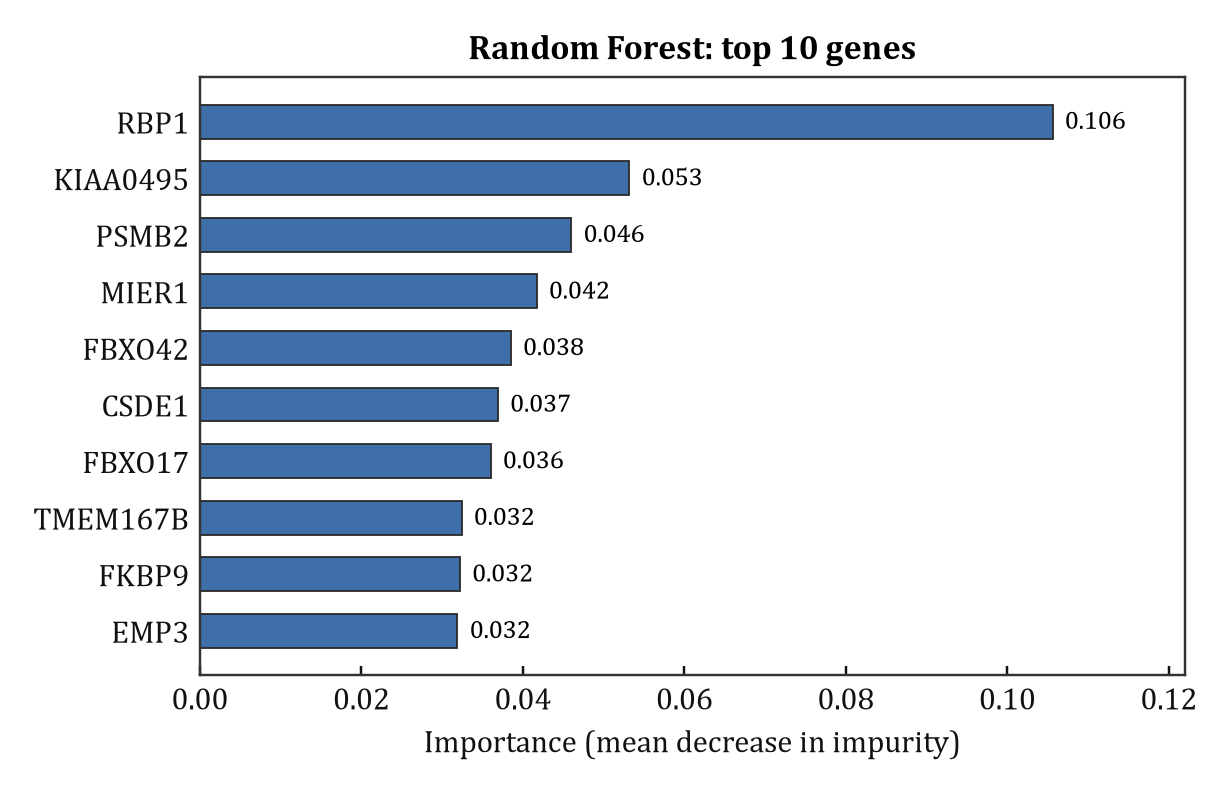 Random Forest: top 10 genes
RBP1 0.106
KIAA0495 0.053
PSMB2 0.046
MIER1 0.042
FBXO42 0.038
CSDE1 0.037
FBXO17 0.036
TMEM167B 0.032
FKBP9 0.032
EMP3 0.032
0.00 0.02 0.04 0.06 0.08 0.10 0.12
Importance (mean decrease in impurity)